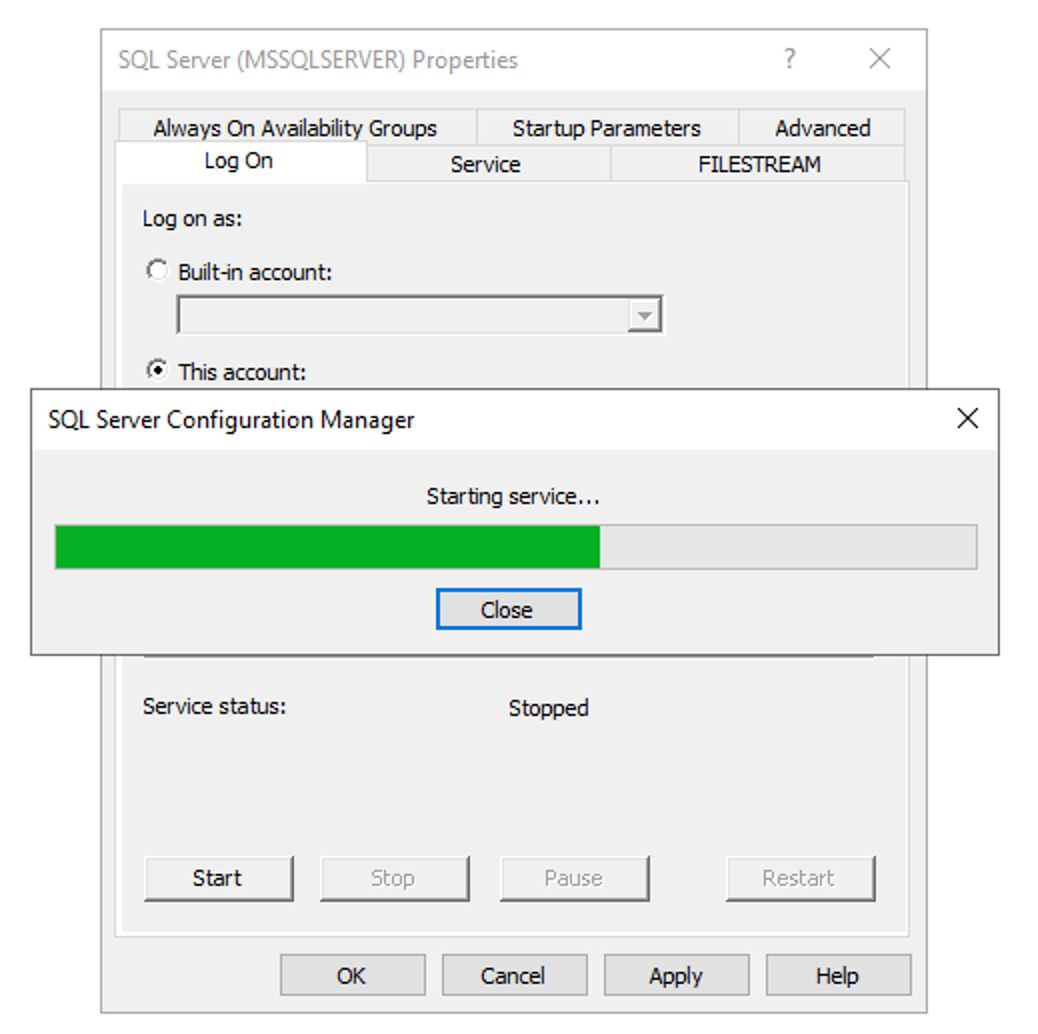 SQL Server (MSSQLSERVER) Properties ?
Always On Availability Groups Startup Parameters Advanced
Log On Service FILESTREAM
Log on as:
Built-in account:
This account:
SQL Server Configuration Manager
Starting service...
Close
Service status: Stopped
Start Stop Pause Restart
OK Cancel Apply Help